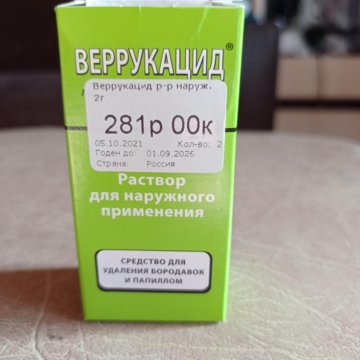 ВЕРРУКАЦИД®
Веррукацид р-р наруж.
2г
281р 00к
05.10.2021 Кол-во: 2
Годен до: 01.09.2026
Страна: Россия
Раствор
для наружного
применения
СРЕДСТВО ДЛЯ
УДАЛЕНИЯ БОРОДАВОК
И ПАПИЛЛОМ